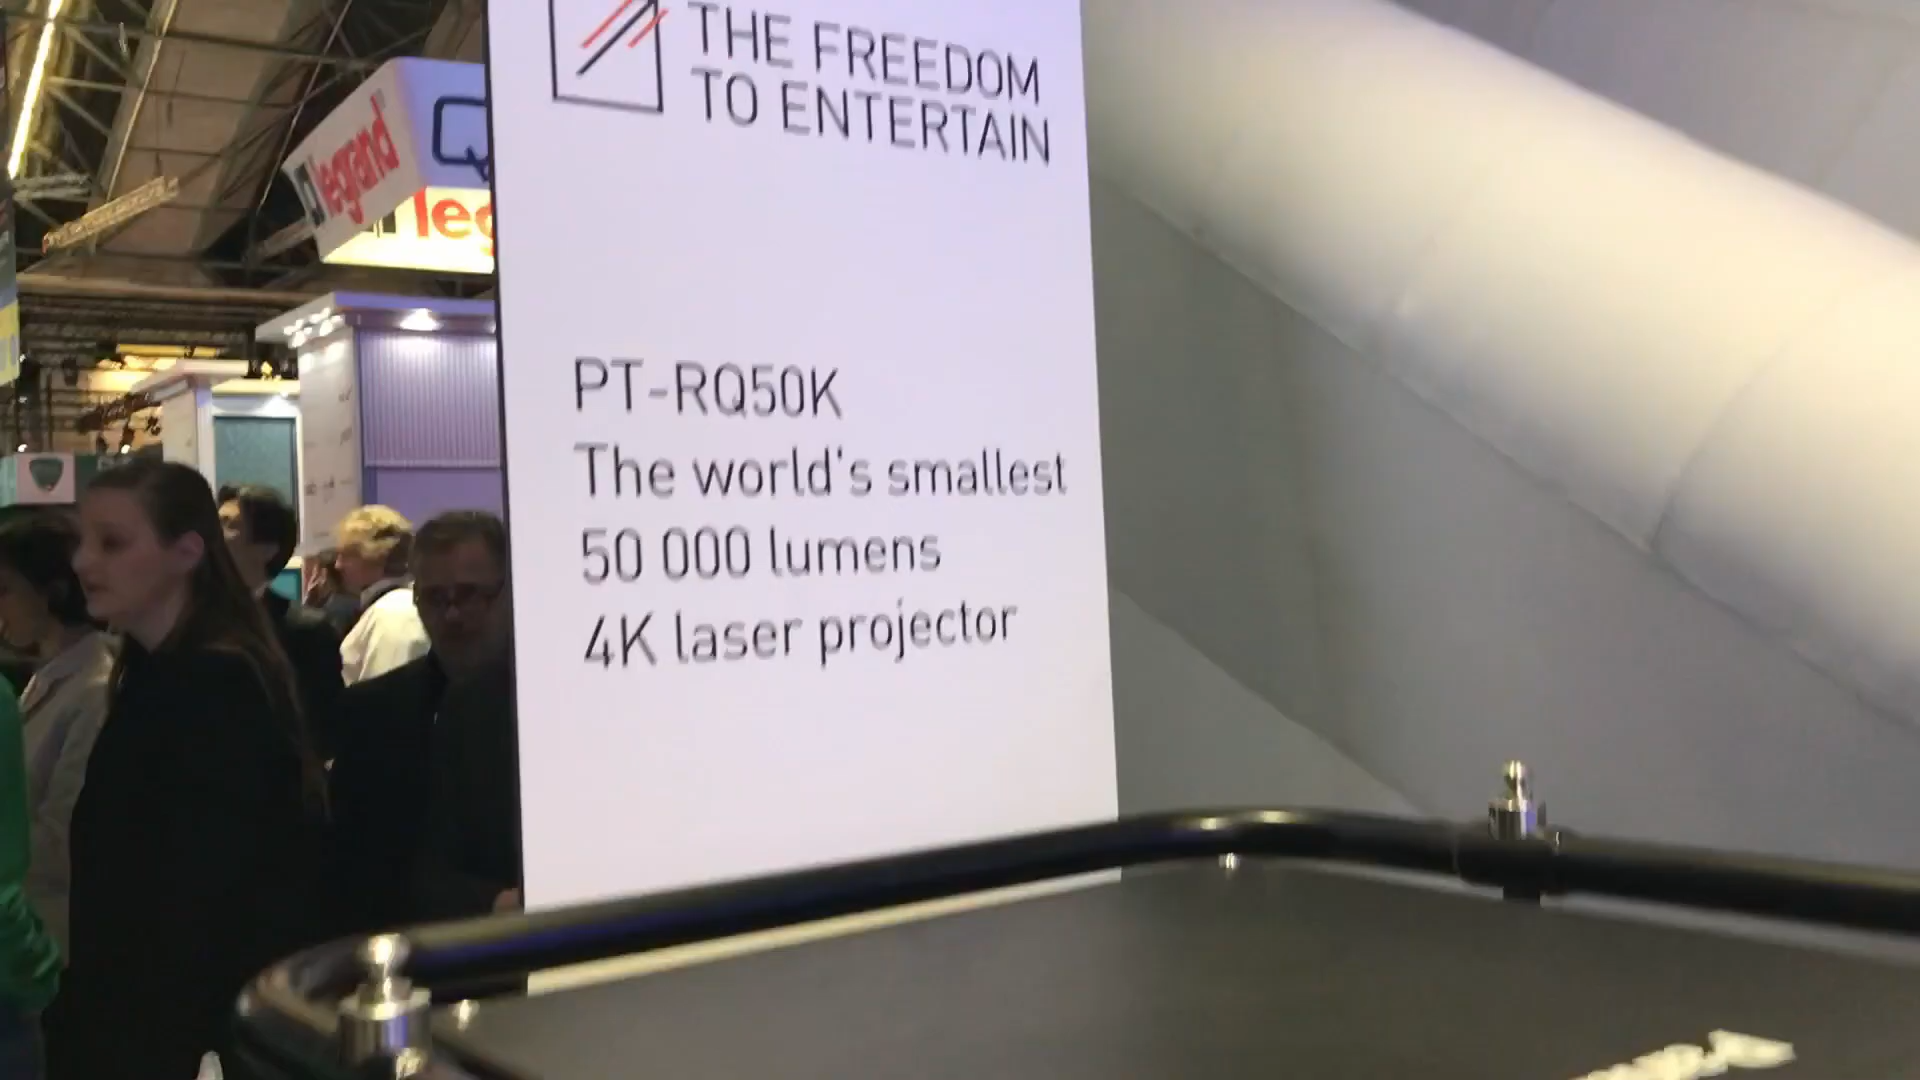 THE FREEDOM
TO ENTERTAIN
legrand
leg
PT-RQ50K
The world's smallest
50 000 lumens
4K laser projector